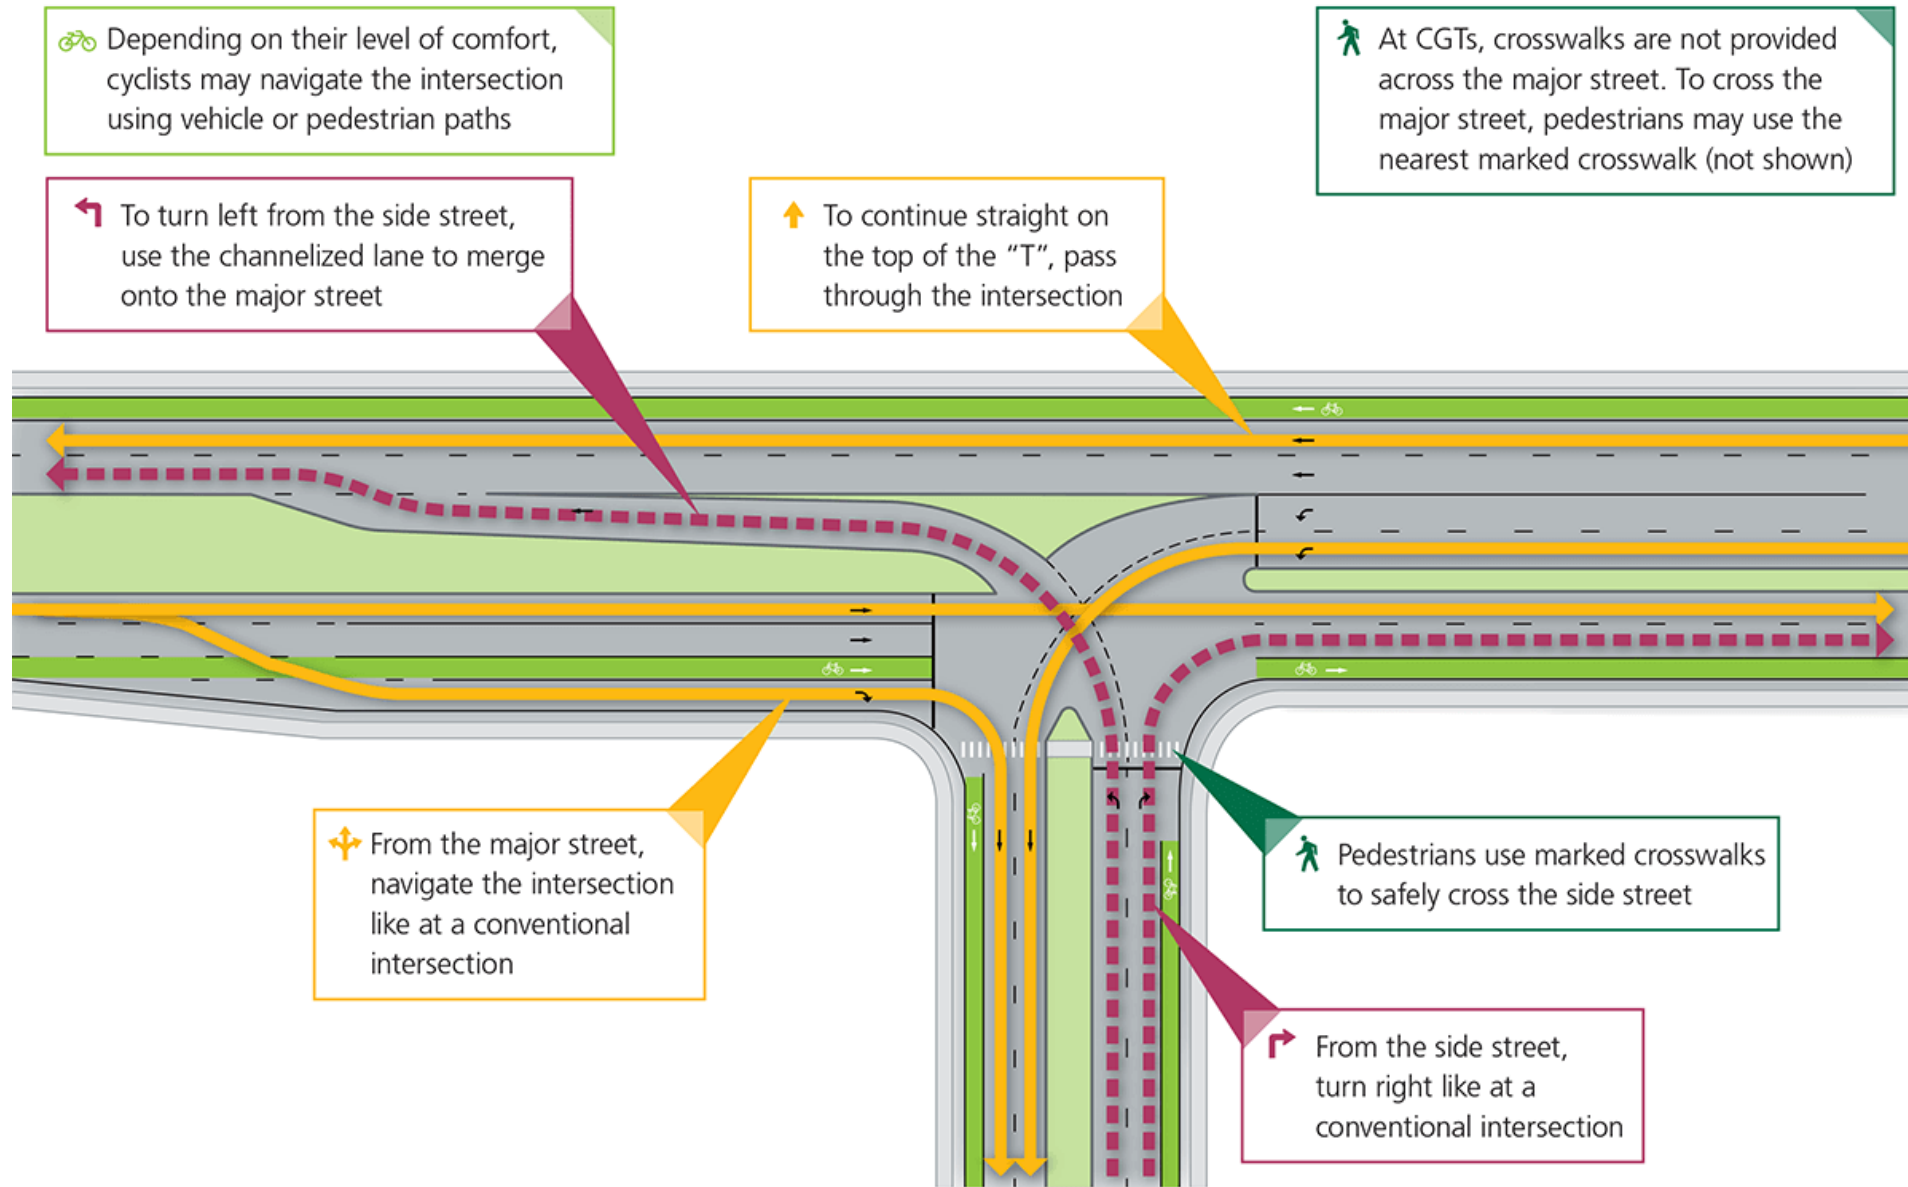 Depending on their level of comfort,
cyclists may navigate the intersection
using vehicle or pedestrian paths
At CGTs, crosswalks are not provided
across the major street. To cross the
major street, pedestrians may use the
nearest marked crosswalk (not shown)
To turn left from the side street,
use the channelized lane to merge
onto the major street
To continue straight on
the top of the “T”, pass
through the intersection
From the major street,
navigate the intersection
like at a conventional
intersection
Pedestrians use marked crosswalks
to safely cross the side street
From the side street,
turn right like at a
conventional intersection